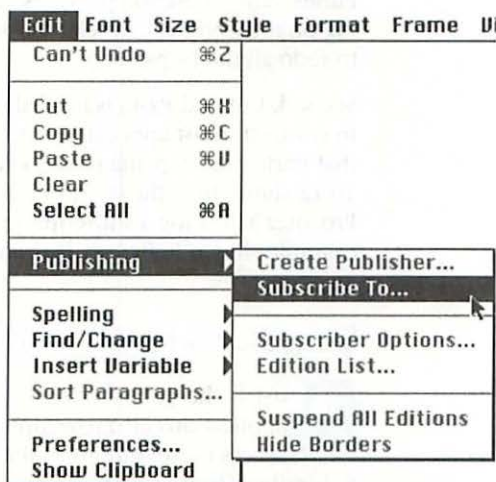 Edit Font Size Style Format Frame Vi
Can't Undo ⌘Z
Cut ⌘X
Copy ⌘C
Paste ⌘V
Clear
Select All ⌘A
Publishing
Create Publisher...
Subscribe To...
Spelling
Find/Change
Insert Variable
Sort Paragraphs...
Subscriber Options...
Edition List...
Suspend All Editions
Hide Borders
Preferences...
Show Clipboard